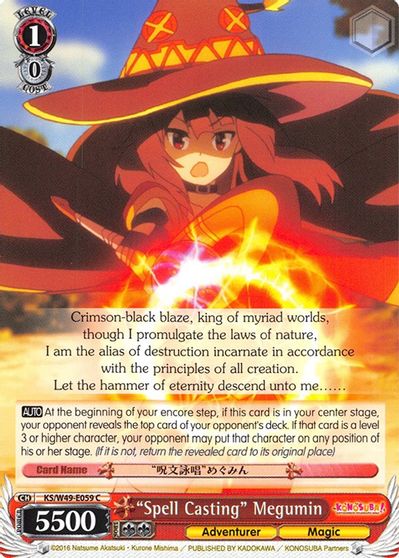 LEVEL
1
0
COST
Crimson-black blaze, king of myriad worlds,
though I promulgate the laws of nature,
I am the alias of destruction incarnate in accordance
with the principles of all creation.
Let the hammer of eternity descend unto me……
AUTO At the beginning of your encore step, if this card is in your center stage,
your opponent reveals the top card of your opponent's deck. If that card is a level
3 or higher character, your opponent may put that character on any position of
his or her stage. (If it is not, return the revealed card to its original place)
Card Name
“呪文詠唱”めぐみん
CH KS/W49-E059 C
“Spell Casting” Megumin
KONOSUBA!
POWER
5500
Adventurer
Magic
©2016 Natsume Akatsuki・Kurone Mishima / PUBLISHED BY KADOKAWA / KONOSUBA Partners